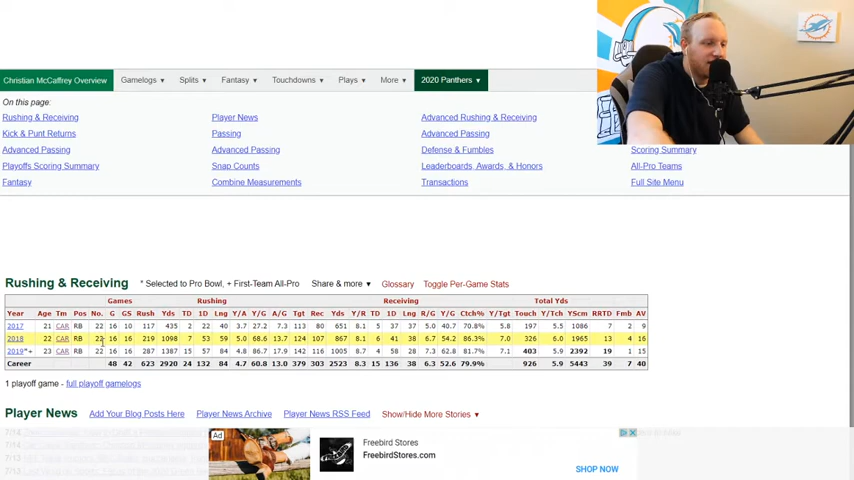 Christian McCaffrey Overview Gamelogs ▼ Splits ▼ Fantasy ▼ Touchdowns ▼ Plays ▼ More ▼ 2020 Panthers ▼
On this page:
Rushing & Receiving Player News Advanced Rushing & Receiving
Kick & Punt Returns Passing Advanced Passing
Advanced Passing Advanced Passing Defense & Fumbles Scoring Summary
Playoffs Scoring Summary Snap Counts Leaderboards, Awards, & Honors All-Pro Teams
Fantasy Combine Measurements Transactions Full Site Menu
Rushing & Receiving * Selected to Pro Bowl, + First-Team All-Pro Share & more ▼ Glossary Toggle Per-Game Stats
Games Rushing Receiving Total Yds
Year Age Tm Pos No. G GS Rush Yds TD 1D Lng Y/A Y/G A/G Tgt Rec Yds Y/R TD 1D Lng R/G Y/G Ctch% Y/Tgt Touch Y/Tch YScm RRTD Fmb AV
2017 21 CAR RB 22 16 10 117 435 2 22 40 3.7 27.2 7.3 113 80 651 8.1 5 37 37 5.0 40.7 70.8% 5.8 197 5.5 1086 7 2 9
2018 22 CAR RB 22 16 16 219 1098 7 53 59 5.0 68.6 13.7 124 107 867 8.1 6 41 38 6.7 54.2 86.3% 7.0 326 6.0 1965 13 4 16
2019*+ 23 CAR RB 22 16 16 287 1387 15 57 84 4.8 86.7 17.9 142 116 1005 8.7 4 58 28 7.3 62.8 81.7% 7.1 403 5.9 2392 19 1 15
Career 48 42 623 2920 24 132 84 4.7 60.8 13.0 379 303 2523 8.3 15 136 38 6.3 52.6 79.9% 926 5.9 5443 39 7 40
1 playoff game - full playoff gamelogs
Player News Add Your Blog Posts Here Player News Archive Player News RSS Feed Show/Hide More Stories ▼
Ad
Freebird Stores
FreebirdStores.com
SHOP NOW